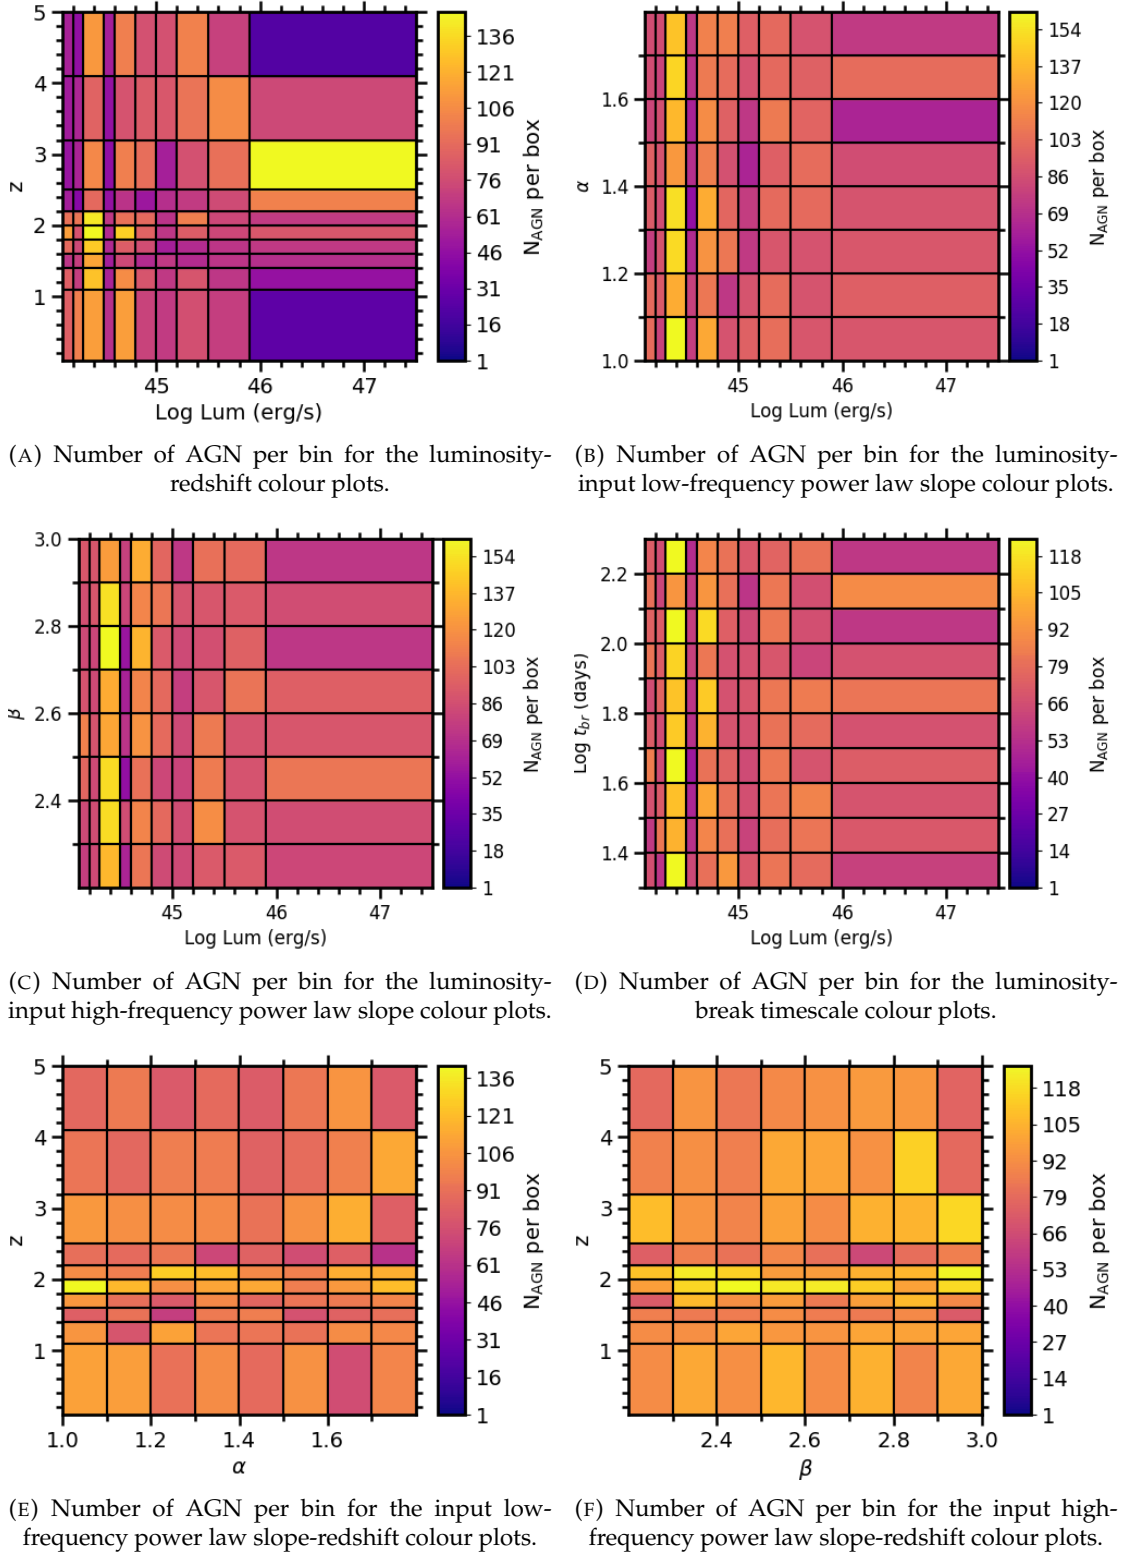 5
4
3
2
1
z
45 46 47
Log Lum (erg/s)
136
121
106
91
76
61
46
31
16
1
N_AGN per box
1.6
1.4
1.2
1.0
α
45 46 47
Log Lum (erg/s)
154
137
120
103
86
69
52
35
18
1
N_AGN per box
(A) Number of AGN per bin for the luminosity-
redshift colour plots.
(B) Number of AGN per bin for the luminosity-
input low-frequency power law slope colour plots.
3.0
2.8
2.6
2.4
β
45 46 47
Log Lum (erg/s)
154
137
120
103
86
69
52
35
18
1
N_AGN per box
2.2
2.0
1.8
1.6
1.4
Log t_br (days)
45 46 47
Log Lum (erg/s)
118
105
92
79
66
53
40
27
14
1
N_AGN per box
(C) Number of AGN per bin for the luminosity-
input high-frequency power law slope colour plots.
(D) Number of AGN per bin for the luminosity-
break timescale colour plots.
5
4
3
2
1
z
1.0 1.2 1.4 1.6
α
136
121
106
91
76
61
46
31
16
1
N_AGN per box
5
4
3
2
1
z
2.4 2.6 2.8 3.0
β
118
105
92
79
66
53
40
27
14
1
N_AGN per box
(E) Number of AGN per bin for the input low-
frequency power law slope-redshift colour plots.
(F) Number of AGN per bin for the input high-
frequency power law slope-redshift colour plots.